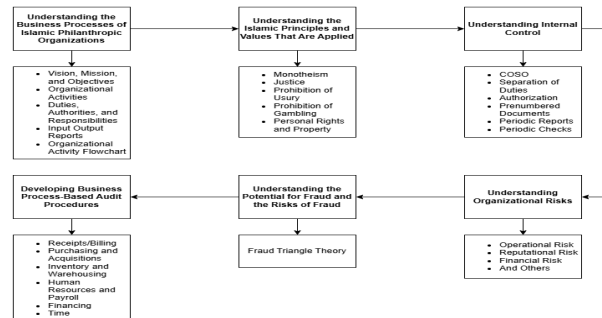 Understanding the
Business Processes of
Islamic Philanthropic
Organizations
Understanding the
Islamic Principles and
Values That Are Applied
Understanding Internal
Control
• Vision, Mission,
and Objectives
• Organizational
Activities
• Duties,
Authorities, and
Responsibilities
• Input Output
Reports
• Organizational
Activity Flowchart
• Monotheism
• Justice
• Prohibition of
Usury
• Prohibition of
Gambling
• Personal Rights
and Property
• COSO
• Separation of
Duties
• Authorization
• Prenumbered
Documents
• Periodic Reports
• Periodic Checks
Developing Business
Process-Based Audit
Procedures
Understanding the
Potential for Fraud and
the Risks of Fraud
Understanding
Organizational Risks
• Receipts/Billing
• Purchasing and
Acquisitions
• Inventory and
Warehousing
• Human
Resources and
Payroll
• Financing
• Time
Fraud Triangle Theory
• Operational Risk
• Reputational Risk
• Financial Risk
• And Others